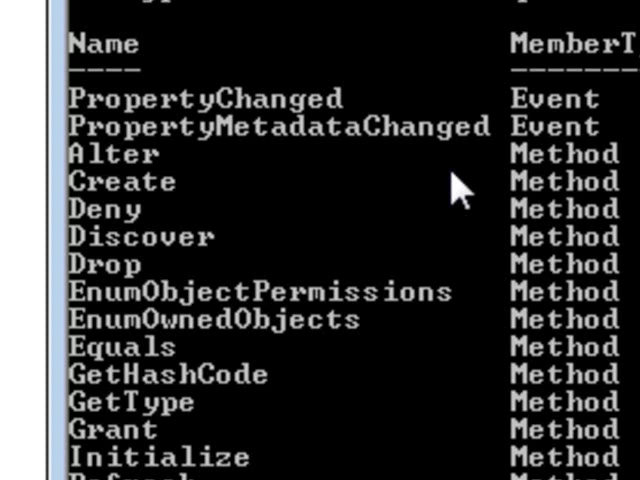 Name MemberT
---- -------
PropertyChanged Event
PropertyMetadataChanged Event
Alter Method
Create Method
Deny Method
Discover Method
Drop Method
EnumObjectPermissions Method
EnumOwnedObjects Method
Equals Method
GetHashCode Method
GetType Method
Grant Method
Initialize Method